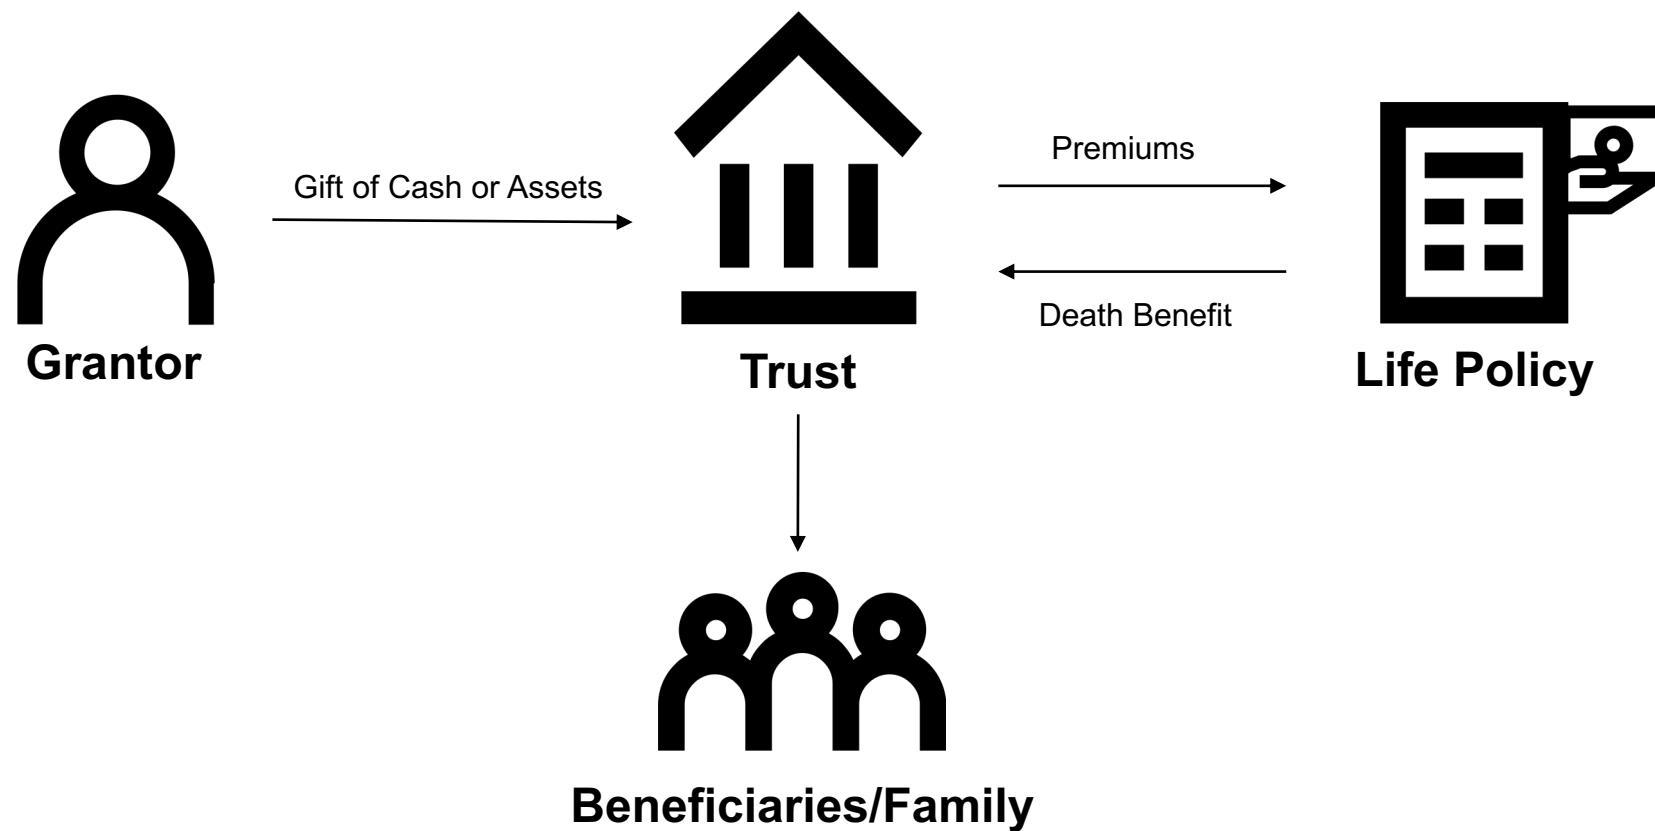 Gift of Cash or Assets
Premiums
Death Benefit
Grantor
Trust
Life Policy
Beneficiaries/Family